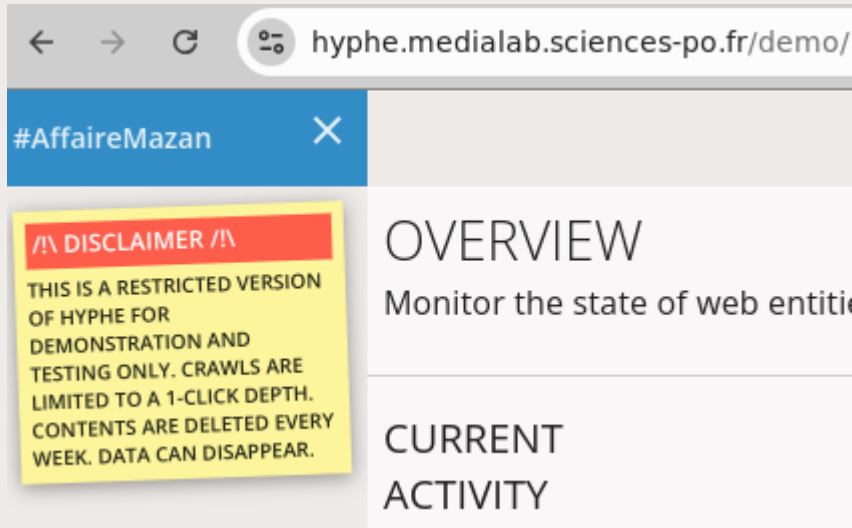 hyphe.medialab.sciences-po.fr/demo/
#AffaireMazan
/!\ DISCLAIMER /!\
THIS IS A RESTRICTED VERSION
OF HYPHE FOR
DEMONSTRATION AND
TESTING ONLY. CRAWLS ARE
LIMITED TO A 1-CLICK DEPTH.
CONTENTS ARE DELETED EVERY
WEEK. DATA CAN DISAPPEAR.
OVERVIEW
Monitor the state of web
CURRENT
ACTIVITY